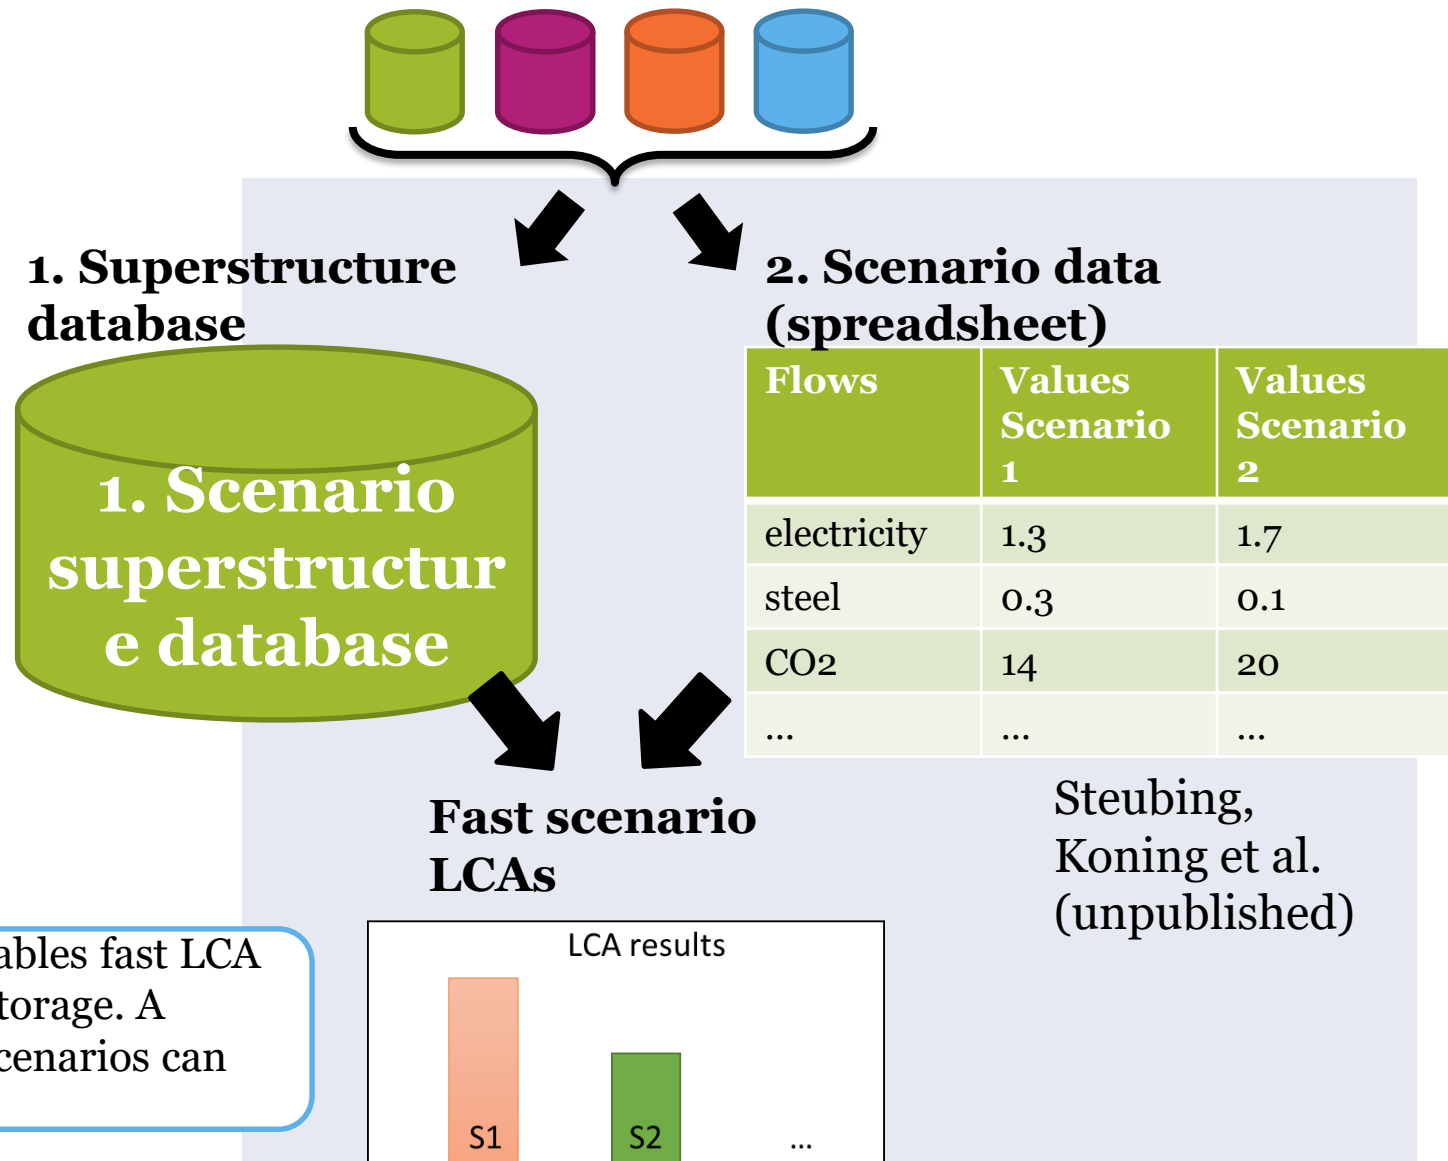 1. Superstructure
database
2. Scenario data
(spreadsheet)
1. Scenario
superstructur
e database
Flows Values Scenario 1 Values Scenario 2
electricity 1.3 1.7
steel 0.3 0.1
CO2 14 20
... ... ...
Fast scenario
LCAs
Steubing,
Koning et al.
(unpublished)
ables fast LCA
torage. A
cenarios can
LCA results
S1 S2 ...